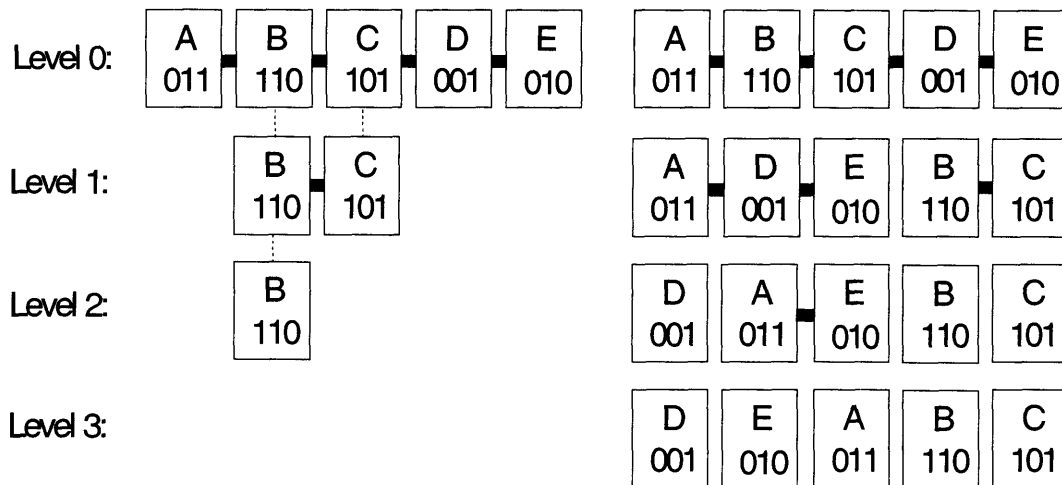 Level 0: A B C D E A B C D E
011 110 101 001 010 011 110 101 001 010
Level 1: B C A D E B C
110 101 011 001 010 110 101
Level 2: B D A E B C
110 001 011 010 110 101
Level 3: D E A B C
001 010 011 110 101